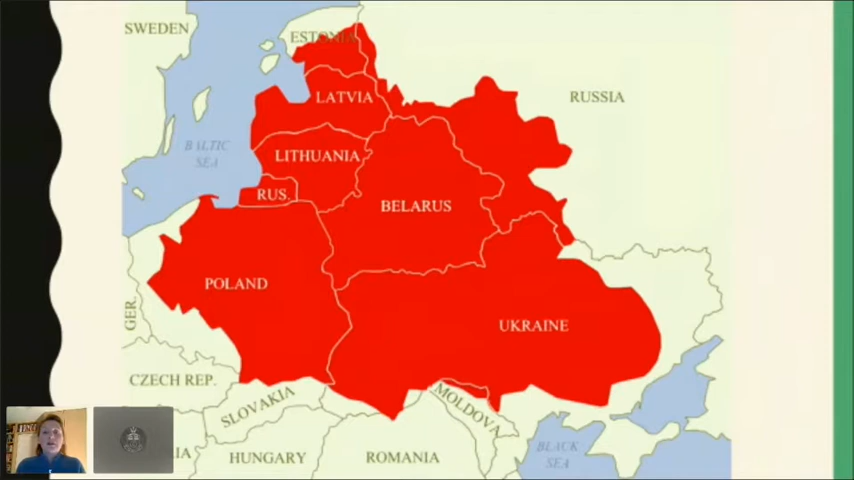 SWEDEN
ESTONIA
RUSSIA
LATVIA
BALTIC
SEA
LITHUANIA
RUS.
BELARUS
POLAND
GER.
UKRAINE
CZECH REP.
SLOVAKIA
MOLDOVA
HUNGARY
ROMANIA
BLACK
SEA
IA